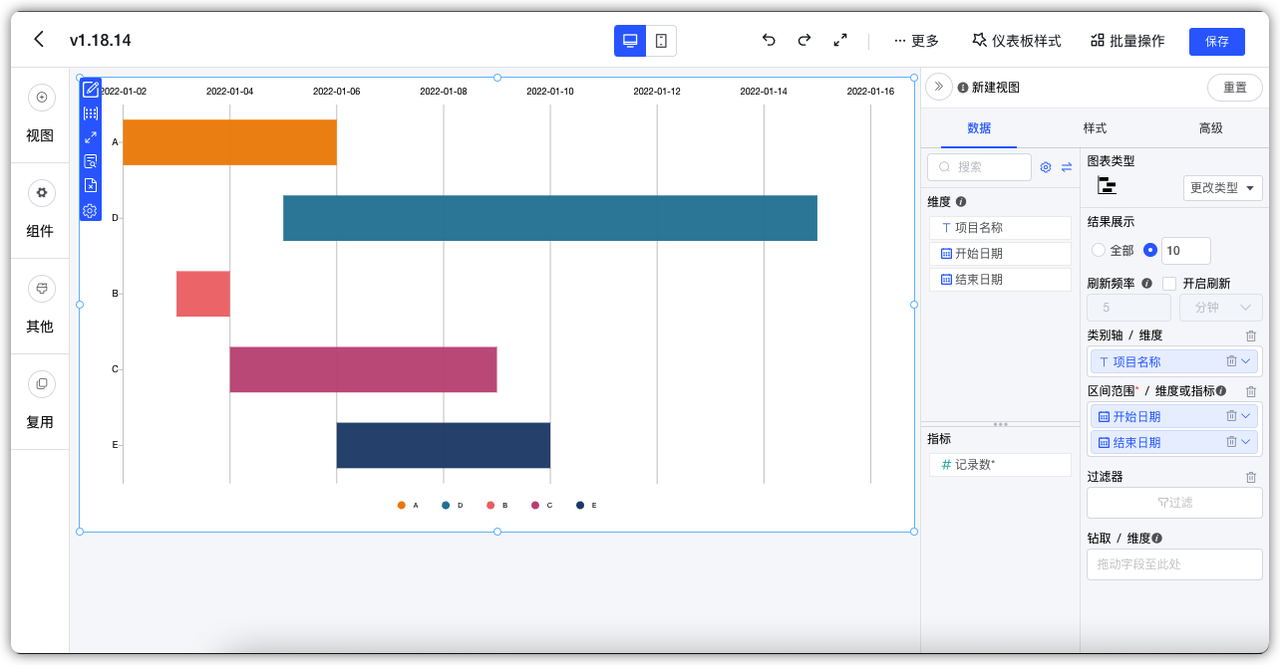 v1.18.14
··· 更多
仪表板样式
批量操作
保存
视图
组件
其他
复用
2022-01-02
2022-01-04
2022-01-06
2022-01-08
2022-01-10
2022-01-12
2022-01-14
2022-01-16
A
D
B
C
E
A
D
B
C
E
新建视图
重置
数据
样式
高级
搜索
维度
T 项目名称
开始日期
结束日期
指标
# 记录数*
图表类型
更改类型
结果展示
全部
10
刷新频率
开启刷新
5
分钟
类别轴 / 维度
T 项目名称
区间范围* / 维度或指标
开始日期
结束日期
过滤器
过滤
钻取 / 维度
拖动字段至此处